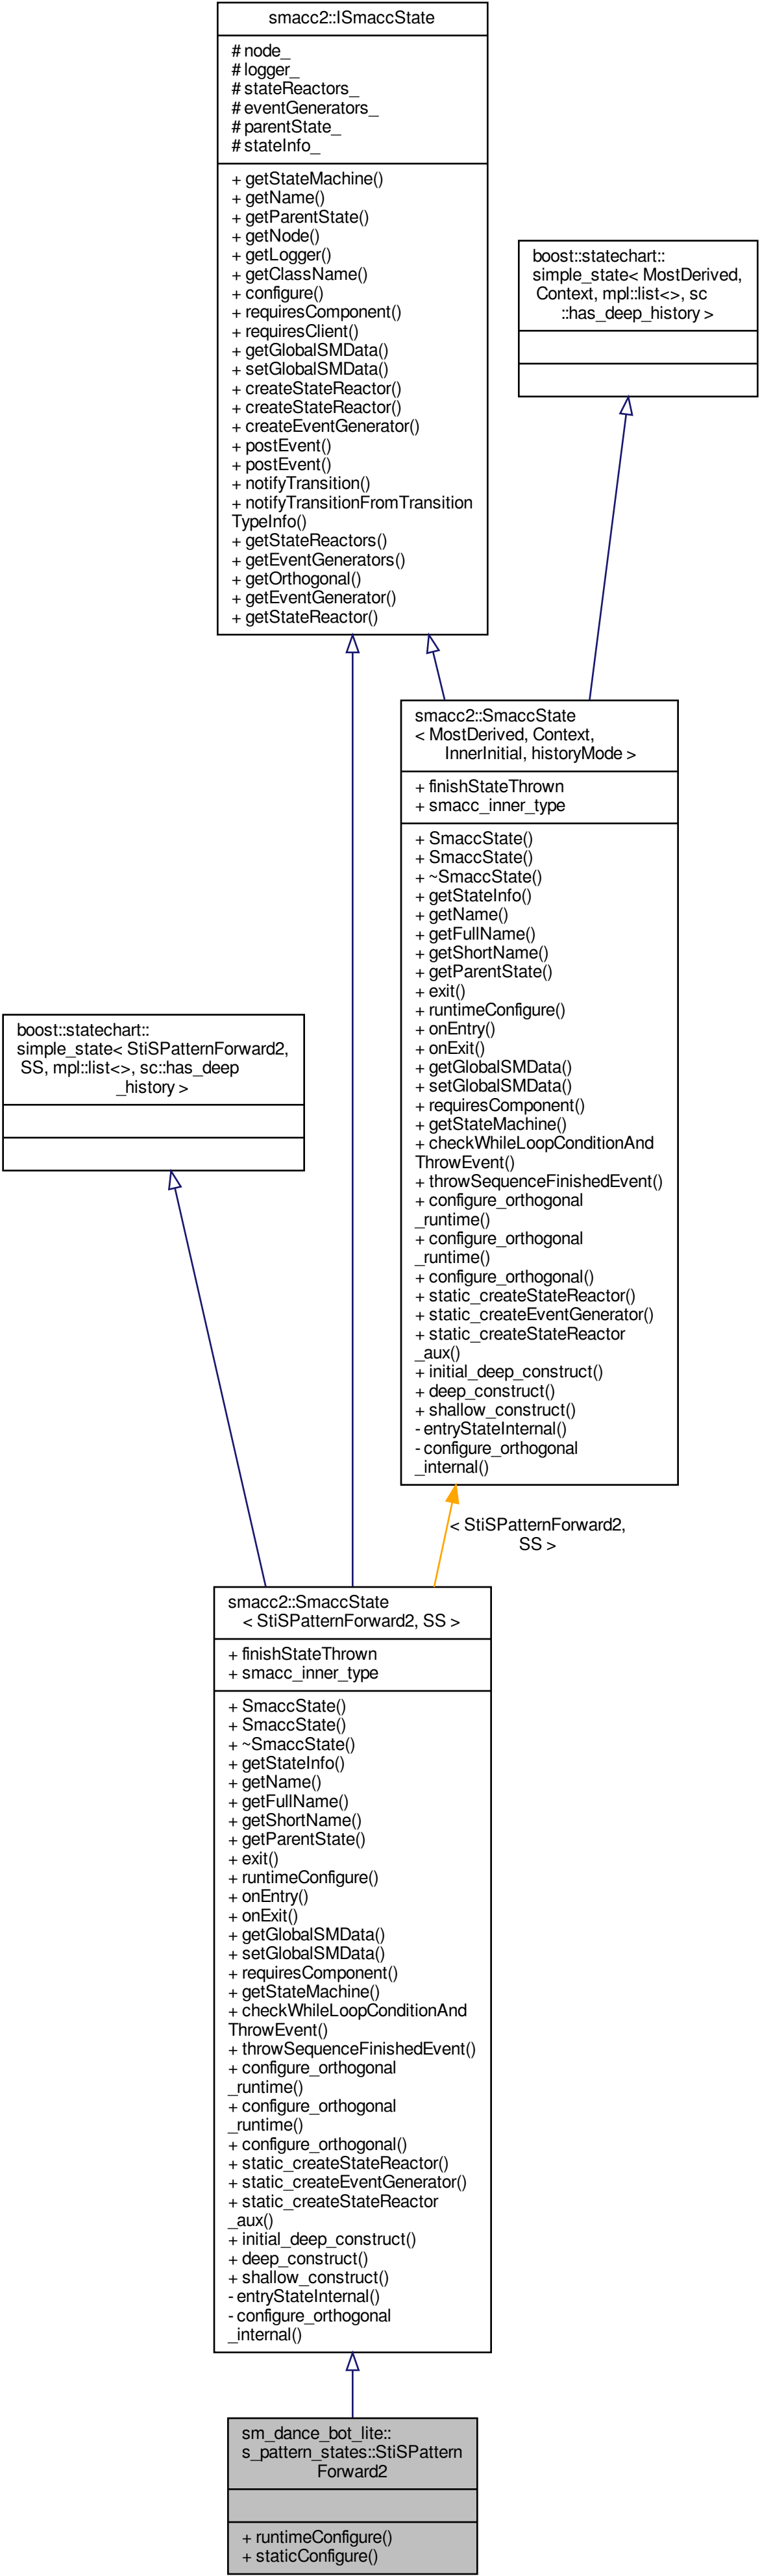 smacc2::ISmaccState
# node_
# logger_
# stateReactors_
# eventGenerators_
# parentState_
# stateInfo_
+ getStateMachine()
+ getName()
+ getParentState()
+ getNode()
+ getLogger()
+ getClassName()
+ configure()
+ requiresComponent()
+ requiresClient()
+ getGlobalSMData()
+ setGlobalSMData()
+ createStateReactor()
+ createStateReactor()
+ createEventGenerator()
+ postEvent()
+ postEvent()
+ notifyTransition()
+ notifyTransitionFromTransition
TypeInfo()
+ getStateReactors()
+ getEventGenerators()
+ getOrthogonal()
+ getEventGenerator()
+ getStateReactor()
boost::statechart::
simple_state< MostDerived,
Context, mpl::list<>, sc
::has_deep_history >
smacc2::SmaccState
< MostDerived, Context,
InnerInitial, historyMode >
+ finishStateThrown
+ smacc_inner_type
+ SmaccState()
+ SmaccState()
+ ~SmaccState()
+ getStateInfo()
+ getName()
+ getFullName()
+ getShortName()
+ getParentState()
+ exit()
+ runtimeConfigure()
+ onEntry()
+ onExit()
+ getGlobalSMData()
+ setGlobalSMData()
+ requiresComponent()
+ getStateMachine()
+ checkWhileLoopConditionAnd
ThrowEvent()
+ throwSequenceFinishedEvent()
+ configure_orthogonal
_runtime()
+ configure_orthogonal
_runtime()
+ configure_orthogonal()
+ static_createStateReactor()
+ static_createEventGenerator()
+ static_createStateReactor
_aux()
+ initial_deep_construct()
+ deep_construct()
+ shallow_construct()
- entryStateInternal()
- configure_orthogonal
_internal()
boost::statechart::
simple_state< StiSPatternForward2,
SS, mpl::list<>, sc::has_deep
_history >
< StiSPatternForward2,
SS >
smacc2::SmaccState
< StiSPatternForward2, SS >
+ finishStateThrown
+ smacc_inner_type
+ SmaccState()
+ SmaccState()
+ ~SmaccState()
+ getStateInfo()
+ getName()
+ getFullName()
+ getShortName()
+ getParentState()
+ exit()
+ runtimeConfigure()
+ onEntry()
+ onExit()
+ getGlobalSMData()
+ setGlobalSMData()
+ requiresComponent()
+ getStateMachine()
+ checkWhileLoopConditionAnd
ThrowEvent()
+ throwSequenceFinishedEvent()
+ configure_orthogonal
_runtime()
+ configure_orthogonal
_runtime()
+ configure_orthogonal()
+ static_createStateReactor()
+ static_createEventGenerator()
+ static_createStateReactor
_aux()
+ initial_deep_construct()
+ deep_construct()
+ shallow_construct()
- entryStateInternal()
- configure_orthogonal
_internal()
sm_dance_bot_lite::
s_pattern_states::StiSPattern
Forward2
+ runtimeConfigure()
+ staticConfigure()